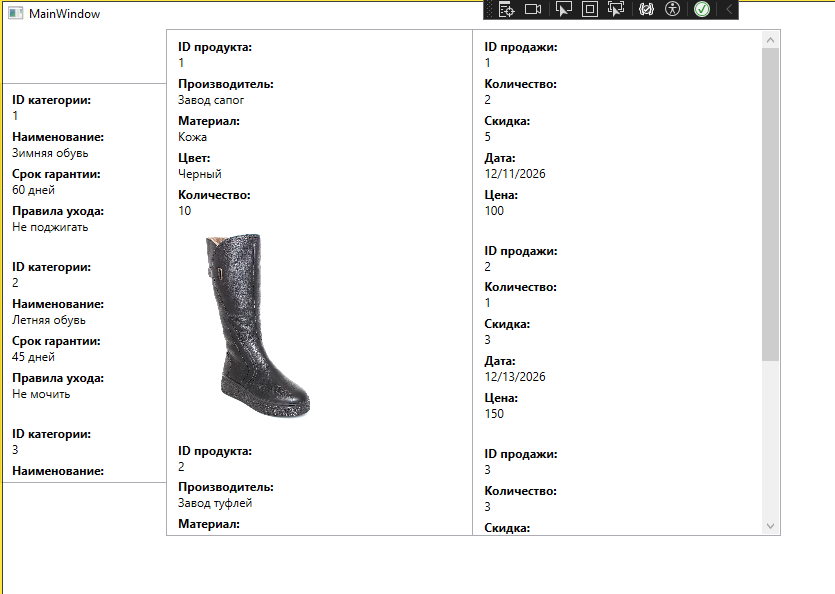 MainWindow
ID категории:
1
Наименование:
Зимняя обувь
Срок гарантии:
60 дней
Правила ухода:
Не поджигать
ID категории:
2
Наименование:
Летняя обувь
Срок гарантии:
45 дней
Правила ухода:
Не мочить
ID категории:
3
Наименование:
ID продукта:
1
Производитель:
Завод сапог
Материал:
Кожа
Цвет:
Черный
Количество:
10
ID продукта:
2
Производитель:
Завод туфлей
Материал:
ID продажи:
1
Количество:
2
Скидка:
5
Дата:
12/11/2026
Цена:
100
ID продажи:
2
Количество:
1
Скидка:
3
Дата:
12/13/2026
Цена:
150
ID продажи:
3
Количество:
3
Скидка: